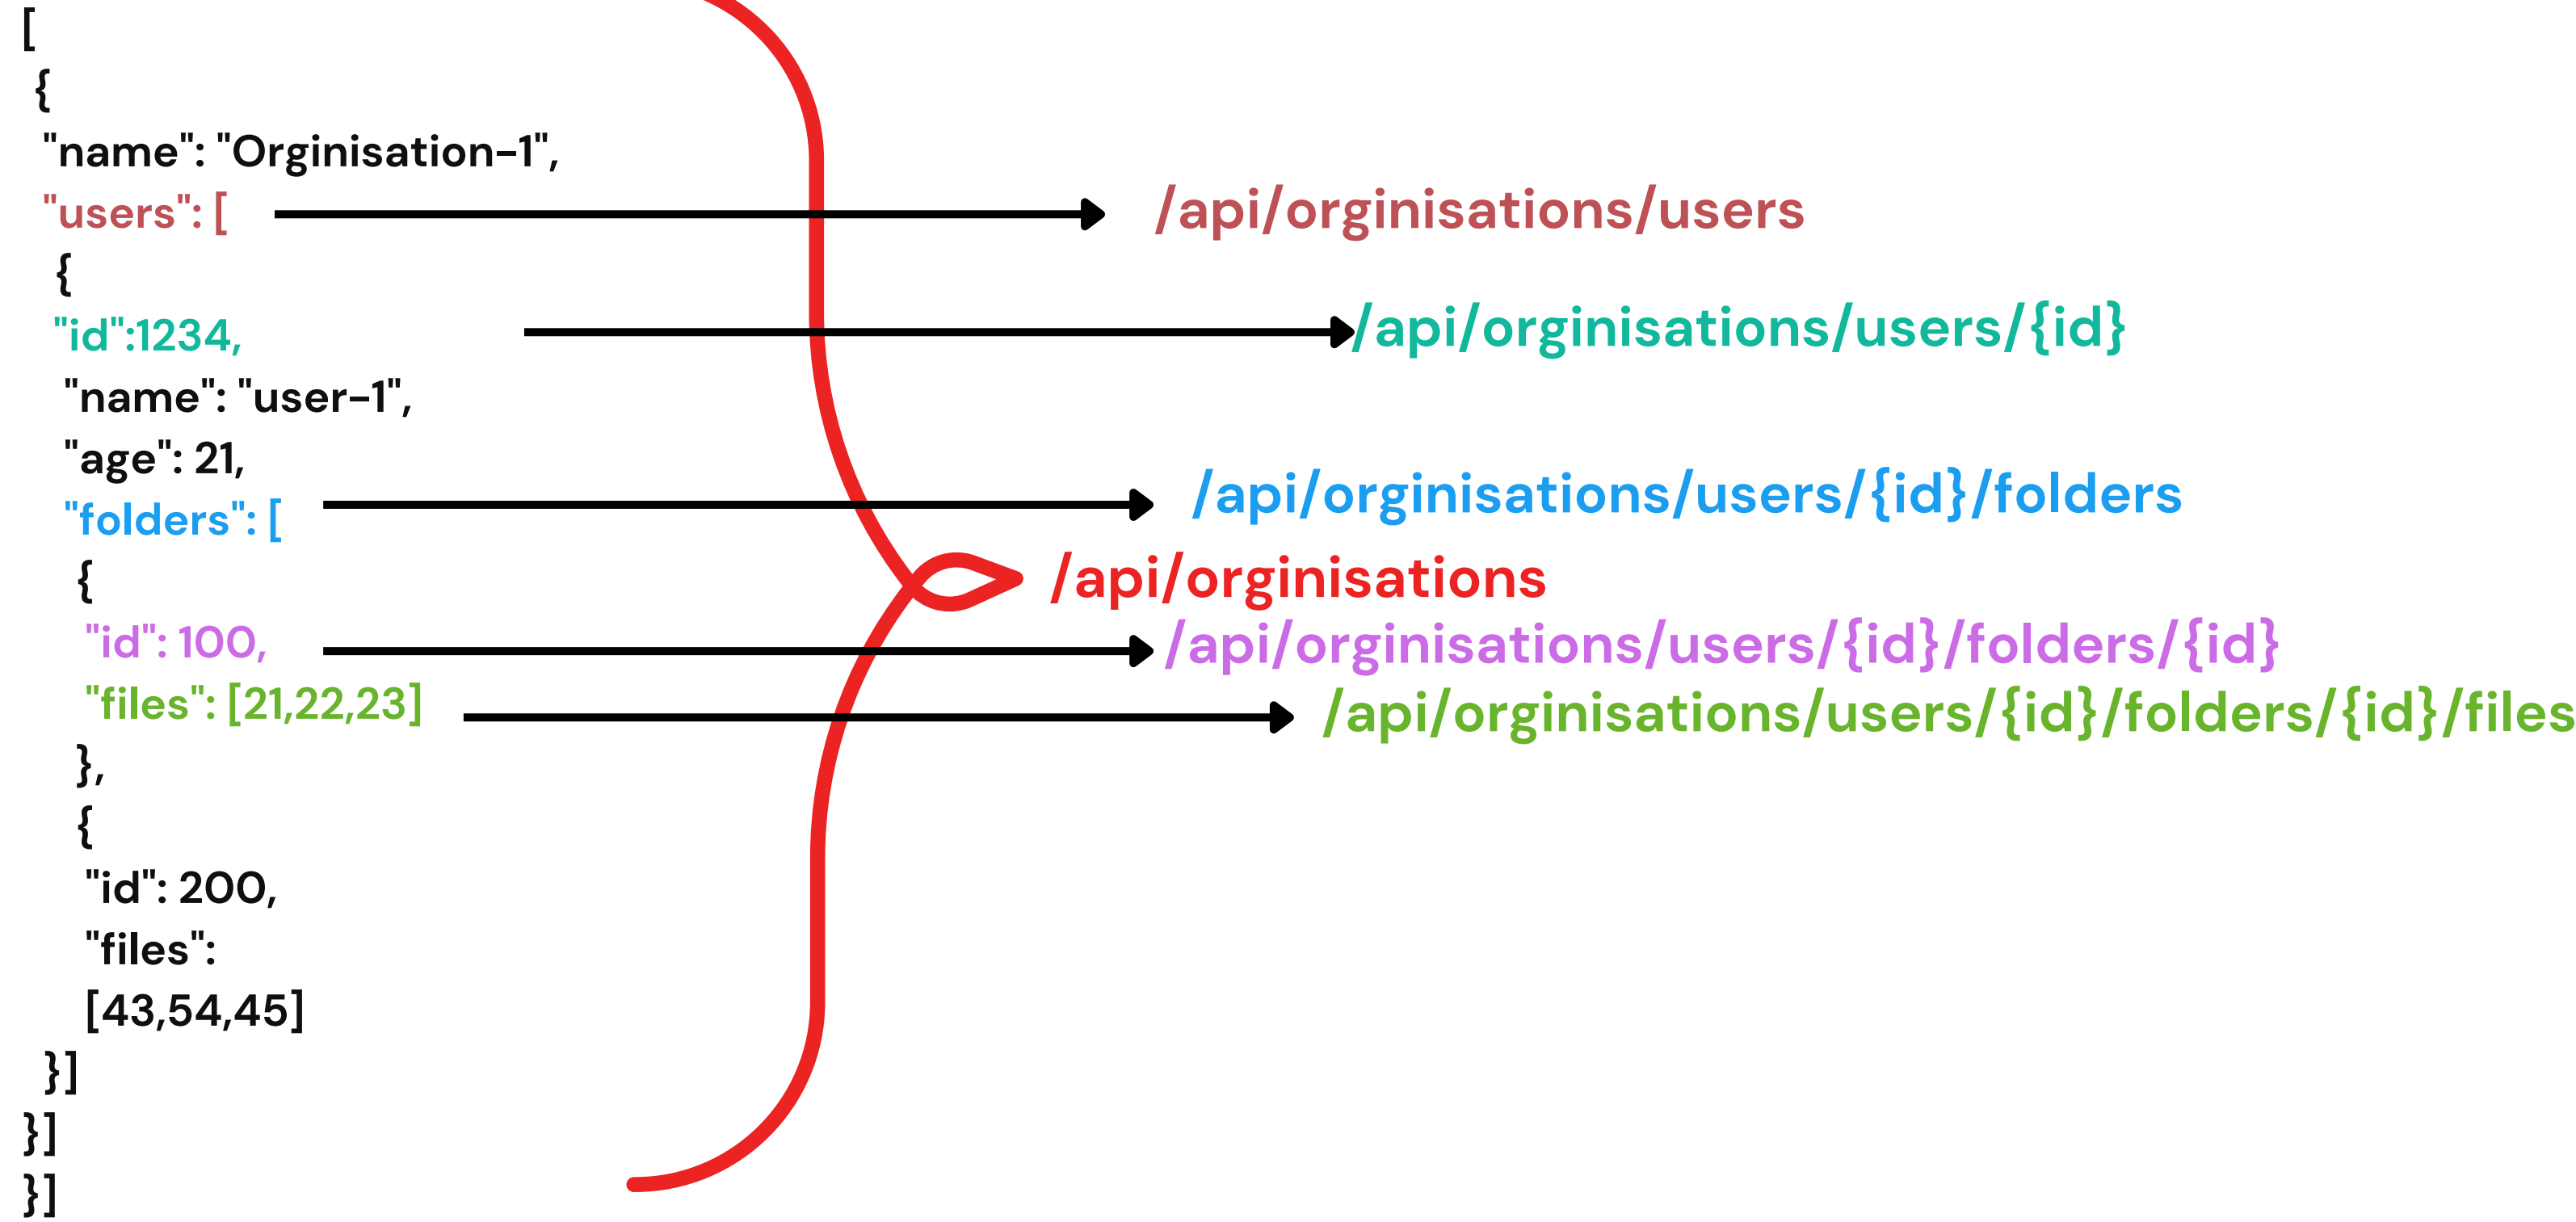 [
{
"name": "Orginisation-1",
"users": [
/api/orginisations/users
{
"id":1234,
/api/orginisations/users/{id}
"name": "user-1",
"age": 21,
"folders": [
/api/orginisations/users/{id}/folders
{
/api/orginisations
"id": 100,
/api/orginisations/users/{id}/folders/{id}
"files": [21,22,23]
/api/orginisations/users/{id}/folders/{id}/files
},
{
"id": 200,
"files":
[43,54,45]
}]
}]
}]